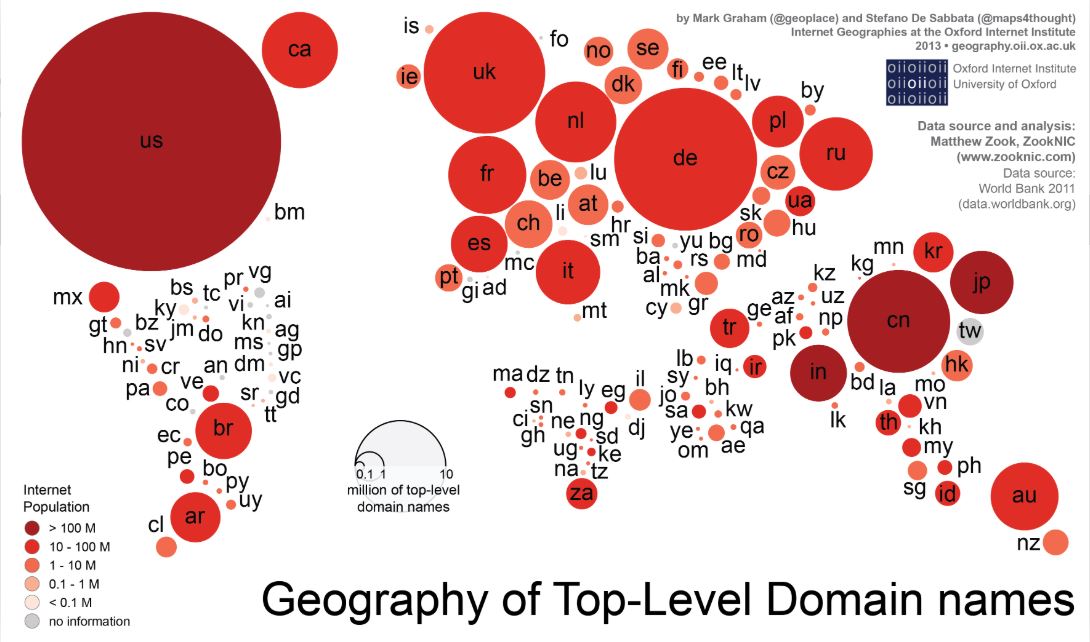 by Mark Graham (@geoplace) and Stefano De Sabbata (@maps4thought)
Internet Geographies at the Oxford Internet Institute
2013 • geography.oii.ox.ac.uk
oiioiioii
oiioiioii
oiioiioii
Oxford Internet Institute
University of Oxford
Data source and analysis:
Matthew Zook, ZookNIC
(www.zooknic.com)
Data source:
World Bank 2011
(data.worldbank.org)
us
ca
bm
is
fo
uk
ie
no
se
dk
fi
ee
lt
lv
by
nl
de
pl
ru
fr
be
lu
cz
at
ch
li
hr
sk
ua
hu
es
sm
si
yu
bg
ro
md
mc
it
ba
rs
al
mk
gr
pt
gi
ad
mt
cy
mx
bs
tc
pr
vg
vi
ai
ky
jm
do
gt
bz
kn
ag
hn
sv
ms
gp
ni
cr
an
dm
pa
ve
vc
co
sr
gd
tt
br
ec
pe
bo
py
uy
ar
cl
tr
ge
az
kz
uz
af
np
pk
kg
mn
kr
jp
cn
tw
in
hk
bd
mo
lk
la
vn
th
kh
my
ph
sg
id
au
nz
lb
iq
ir
sy
bh
jo
sa
kw
qa
ye
om
ae
ma
dz
tn
ly
eg
il
sn
ci
gh
ne
ng
dj
sd
ug
ke
na
tz
za
0.1
1
10
million of top-level
domain names
Internet
Population
> 100 M
10 - 100 M
1 - 10 M
0.1 - 1 M
< 0.1 M
no information
Geography of Top-Level Domain names